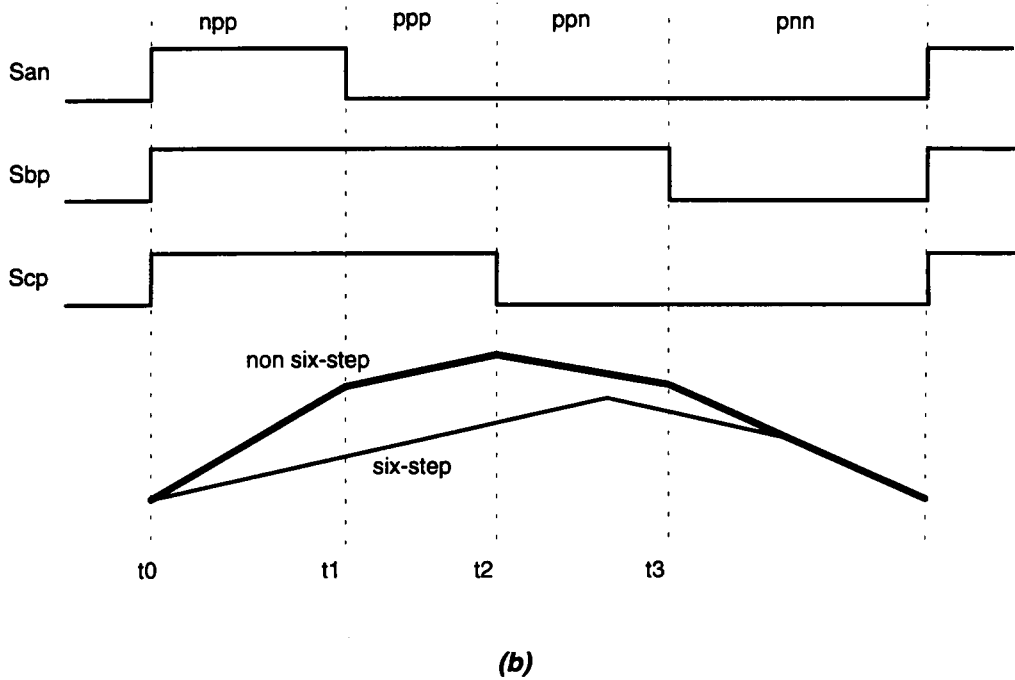 npp ppp ppn pnn
San
Sbp
Scp
non six-step
six-step
t0 t1 t2 t3
(b)